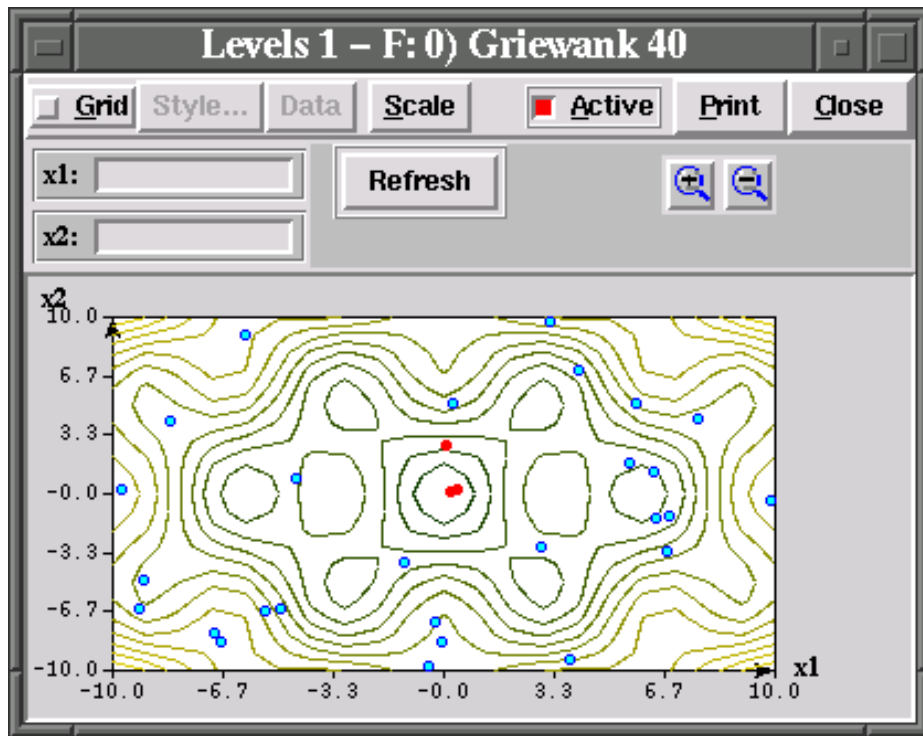 Levels 1 – F: 0) Griewank 40
Grid Style... Data Scale Active Print Close
x1: Refresh
x2:
x2
10.0
6.7
3.3
-0.0
-3.3
-6.7
-10.0
x1
-10.0 -6.7 -3.3 -0.0 3.3 6.7 10.0